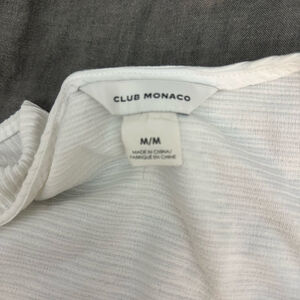 CLUB MONACO
M/M
MADE IN CHINA/
FABRIQUÉ EN CHINE